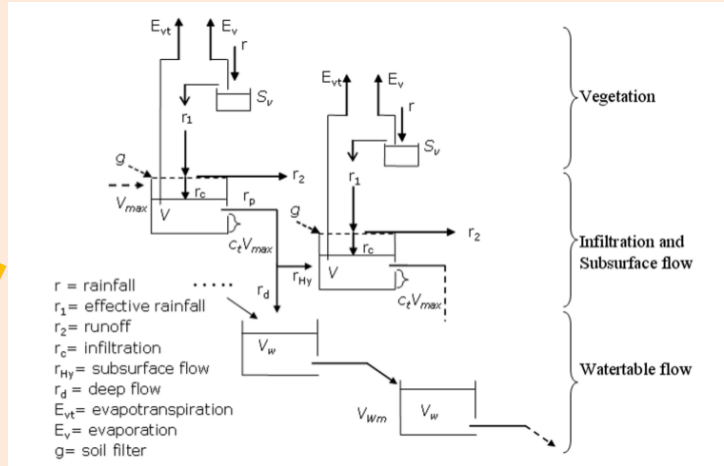 Evt Ev
r
Sv
r1
g
r2
rc
rp
Vmax
V
ctVmax
rd
rHy
Evt Ev
r
Sv
r1
g
r2
rc
V
ctVmax
Vegetation
Infiltration and
Subsurface flow
Watertable flow
r = rainfall
r1= effective rainfall
r2= runoff
rc= infiltration
rHy= subsurface flow
rd = deep flow
Evt= evapotranspiration
Ev= evaporation
g= soil filter
Vw
VWm
Vw